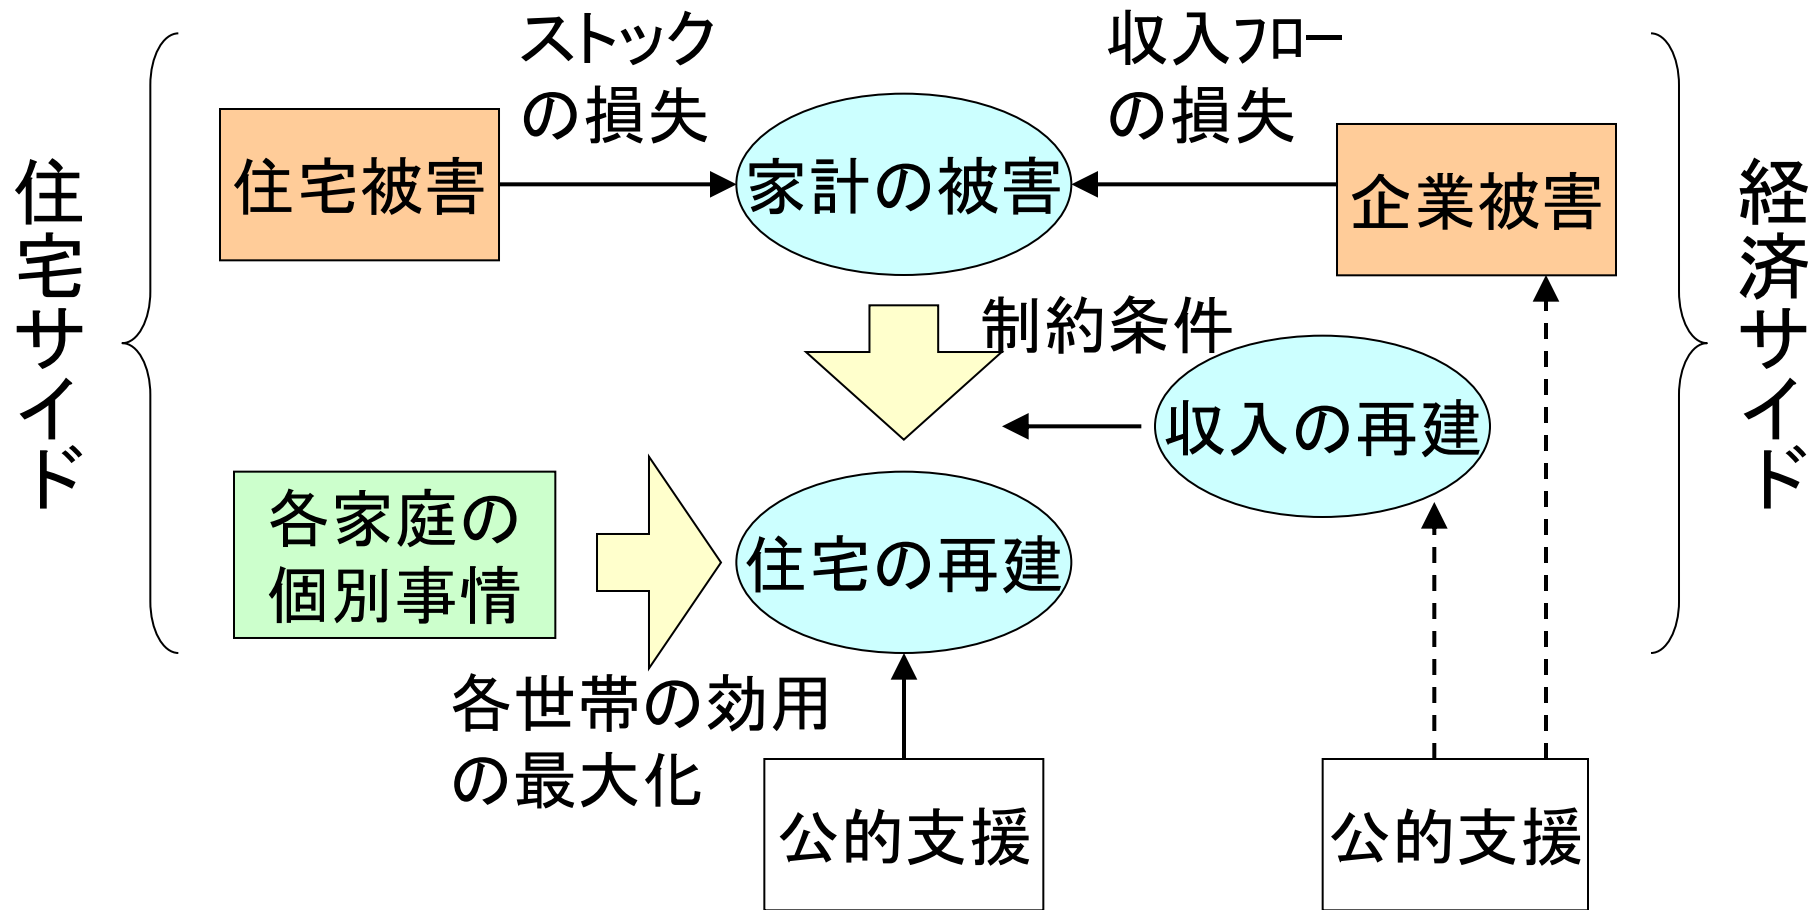 住宅サイド
ストック
の損失
収入フロー
の損失
経済サイド
住宅被害
家計の被害
企業被害
制約条件
収入の再建
各家庭の
個別事情
住宅の再建
各世帯の効用
の最大化
公的支援
公的支援